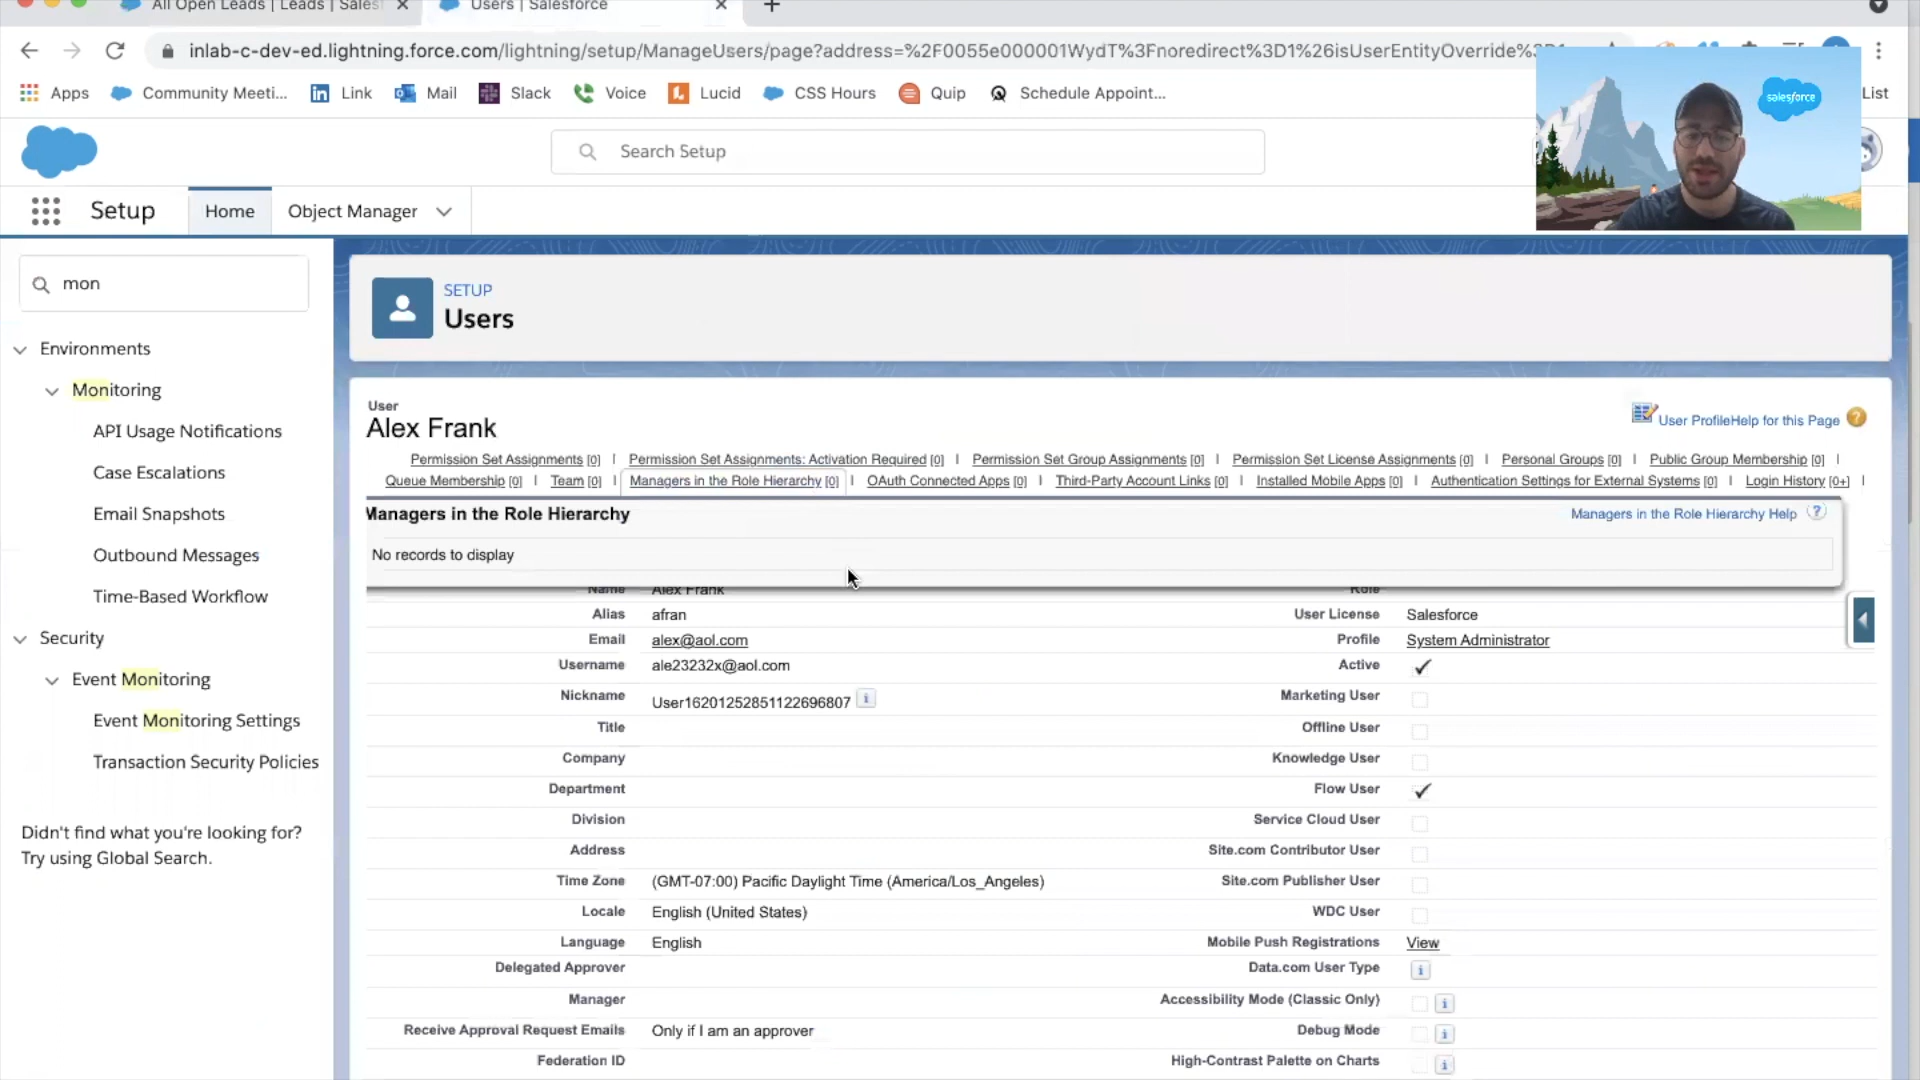 All Open Leads | Leads | Sales
Users | Salesforce
inlab-c-dev-ed.lightning.force.com/lightning/setup/ManageUsers/page?address=%2F0055e000001WydT%3Fnoredirect%3D1%26isUserEntityOverride%3D1
Apps Community Meeti... Link Mail Slack Voice Lucid CSS Hours Quip Schedule Appoint... List
salesforce
Search Setup
Setup Home Object Manager
mon
Environments
Monitoring
API Usage Notifications
Case Escalations
Email Snapshots
Outbound Messages
Time-Based Workflow
Security
Event Monitoring
Event Monitoring Settings
Transaction Security Policies
Didn't find what you're looking for?
Try using Global Search.
SETUP
Users
User
Alex Frank
User Profile Help for this Page
Permission Set Assignments [0] | Permission Set Assignments: Activation Required [0] | Permission Set Group Assignments [0] | Permission Set License Assignments [0] | Personal Groups [0] | Public Group Membership [0] |
Queue Membership [0] | Team [0] | Managers in the Role Hierarchy [0] OAuth Connected Apps [0] | Third-Party Account Links [0] | Installed Mobile Apps [0] | Authentication Settings for External Systems [0] | Login History [0+] |
Managers in the Role Hierarchy
Managers in the Role Hierarchy Help ?
No records to display
Name Alex Frank Role
Alias afran User License Salesforce
Email alex@aol.com Profile System Administrator
Username ale23232x@aol.com Active
Nickname User16201252851122696807 i Marketing User
Title Offline User
Company Knowledge User
Department Flow User
Division Service Cloud User
Address Site.com Contributor User
Time Zone (GMT-07:00) Pacific Daylight Time (America/Los_Angeles) Site.com Publisher User
Locale English (United States) WDC User
Language English Mobile Push Registrations View
Delegated Approver Data.com User Type i
Manager Accessibility Mode (Classic Only) i
Receive Approval Request Emails Only if I am an approver Debug Mode i
Federation ID High-Contrast Palette on Charts i